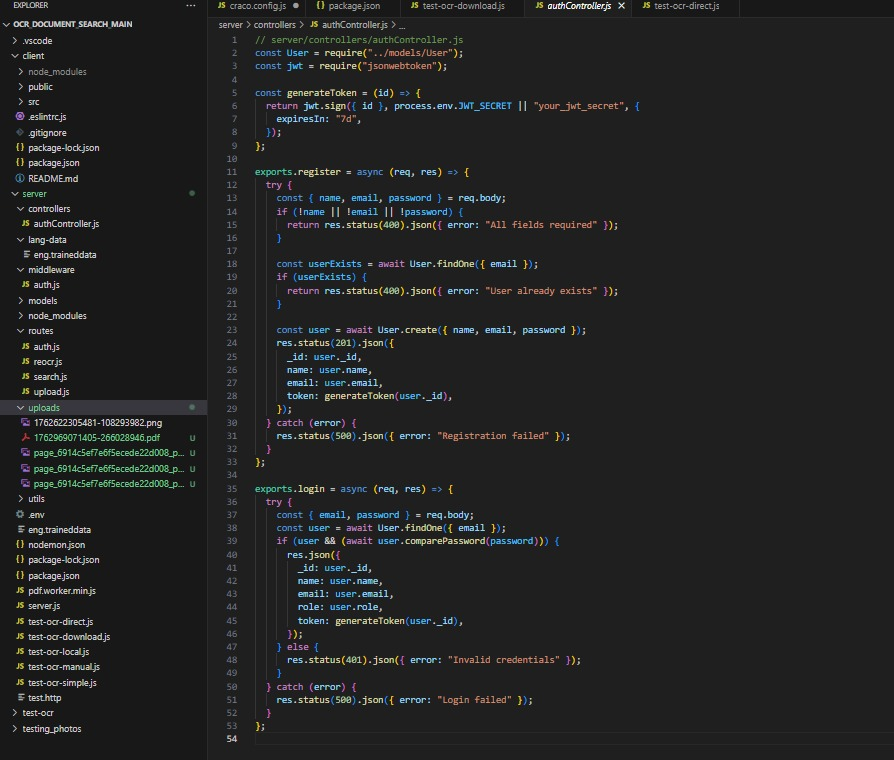 EXPLORER
...
OCR_DOCUMENT_SEARCH_MAIN
.vscode
client
node_modules
public
src
.eslintrc.js
.gitignore
package-lock.json
package.json
README.md
server
controllers
JS authController.js
lang-data
eng.traineddata
middleware
JS auth.js
models
node_modules
routes
JS auth.js
JS reocr.js
JS search.js
JS upload.js
uploads
1762622305481-108293982.png
1762969071405-266028946.pdf U
page_6914c5ef7e6f5ecede22d008_p... U
page_6914c5ef7e6f5ecede22d008_p... U
page_6914c5ef7e6f5ecede22d008_p... U
utils
.env
eng.traineddata
{} nodemon.json
{} package-lock.json
{} package.json
JS pdf.worker.min.js
JS server.js
JS test-ocr-direct.js
JS test-ocr-download.js
JS test-ocr-local.js
JS test-ocr-manual.js
JS test-ocr-simple.js
test.http
test-ocr
testing_photos
JS craco.config.js
{} package.json
JS test-ocr-download.js
JS authController.js
JS test-ocr-direct.js
server > controllers > JS authController.js > ...
1 // server/controllers/authController.js
2 const User = require("../models/User");
3 const jwt = require("jsonwebtoken");
4
5 const generateToken = (id) => {
6 return jwt.sign({ id }, process.env.JWT_SECRET || "your_jwt_secret", {
7 expiresIn: "7d",
8 });
9 };
10
11 exports.register = async (req, res) => {
12 try {
13 const { name, email, password } = req.body;
14 if (!name || !email || !password) {
15 return res.status(400).json({ error: "All fields required" });
16 }
17
18 const userExists = await User.findOne({ email });
19 if (userExists) {
20 return res.status(400).json({ error: "User already exists" });
21 }
22
23 const user = await User.create({ name, email, password });
24 res.status(201).json({
25 _id: user._id,
26 name: user.name,
27 email: user.email,
28 token: generateToken(user._id),
29 });
30 } catch (error) {
31 res.status(500).json({ error: "Registration failed" });
32 }
33 };
34
35 exports.login = async (req, res) => {
36 try {
37 const { email, password } = req.body;
38 const user = await User.findOne({ email });
39 if (user && (await user.comparePassword(password))) {
40 res.json({
41 _id: user._id,
42 name: user.name,
43 email: user.email,
44 role: user.role,
45 token: generateToken(user._id),
46 });
47 } else {
48 res.status(401).json({ error: "Invalid credentials" });
49 }
50 } catch (error) {
51 res.status(500).json({ error: "Login failed" });
52 }
53 };
54